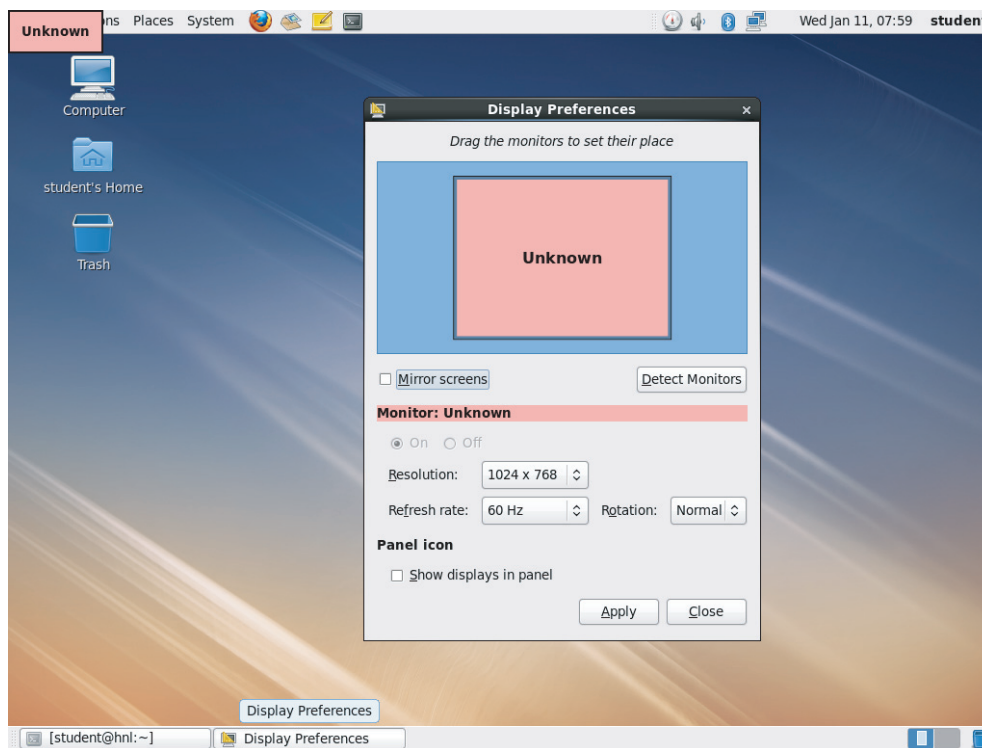 Unknown
ns Places System Wed Jan 11, 07:59 studen
Computer
student's Home
Trash
Display Preferences
Drag the monitors to set their place
Unknown
Mirror screens Detect Monitors
Monitor: Unknown
On Off
Resolution: 1024 x 768
Refresh rate: 60 Hz Rotation: Normal
Panel icon
Show displays in panel
Apply Close
Display Preferences
[student@hnl:~] Display Preferences